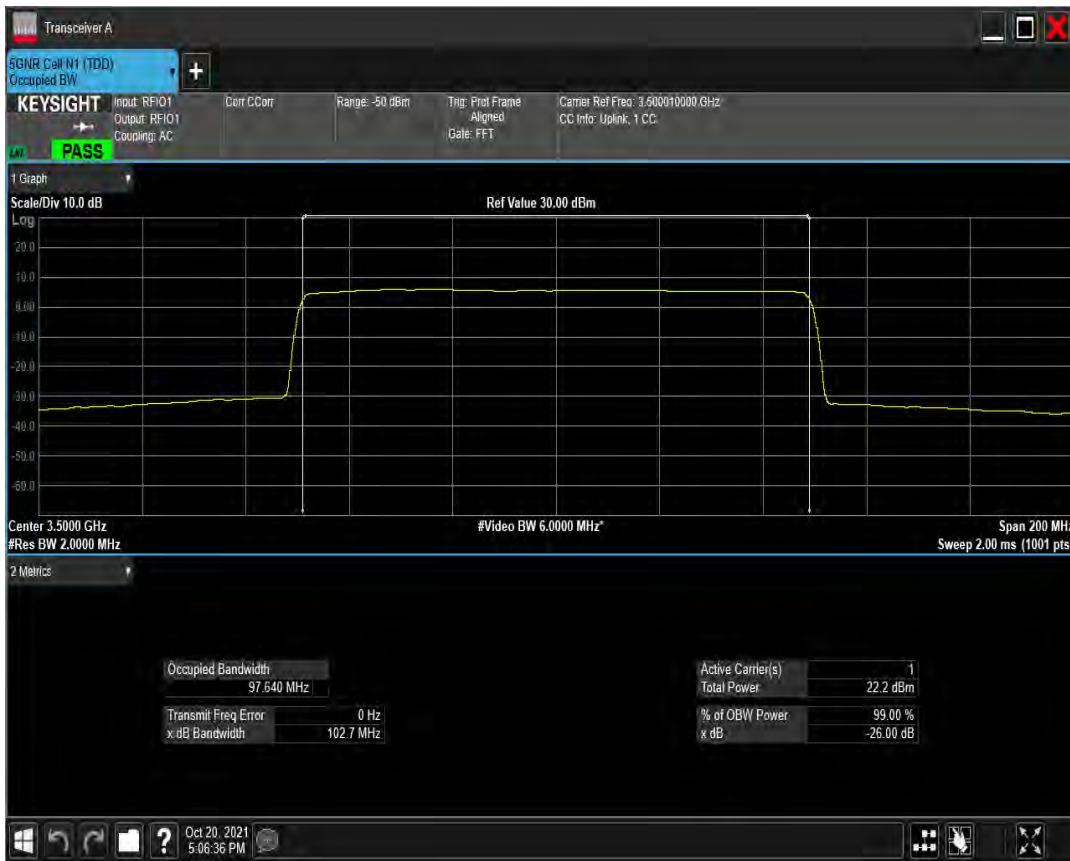 Transceiver A
5GNR Cell N1 (TDD)
Occupied BW
+
KEYSIGHT
Input: RFIO1
Output: RFIO1
Coupling: AC
Corr CCorr
Range: -50 dBm
Trig: Prot Frame
Aligned
Gate: FFT
Carrier Ref Freq: 3.500010000 GHz
CC Info: Uplink, 1 CC
PASS
1 Graph
Scale/Div 10.0 dB
Ref Value 30.00 dBm
Log
20.0
10.0
0.00
-10.0
-20.0
-30.0
-40.0
-50.0
Center 3.5000 GHz
#Video BW 6.0000 MHz*
Span 200 MHz
#Res BW 2.0000 MHz
Sweep 2.00 ms (1001 pts
2 Metrics
Occupied Bandwidth
97.640 MHz
Transmit Freq Error 0 Hz
x dB Bandwidth 102.7 MHz
Active Carrier(s) 1
Total Power 22.2 dBm
% of OBW Power 99.00 %
x dB -26.00 dB
?
Oct 20, 2021
5:06:36 PM